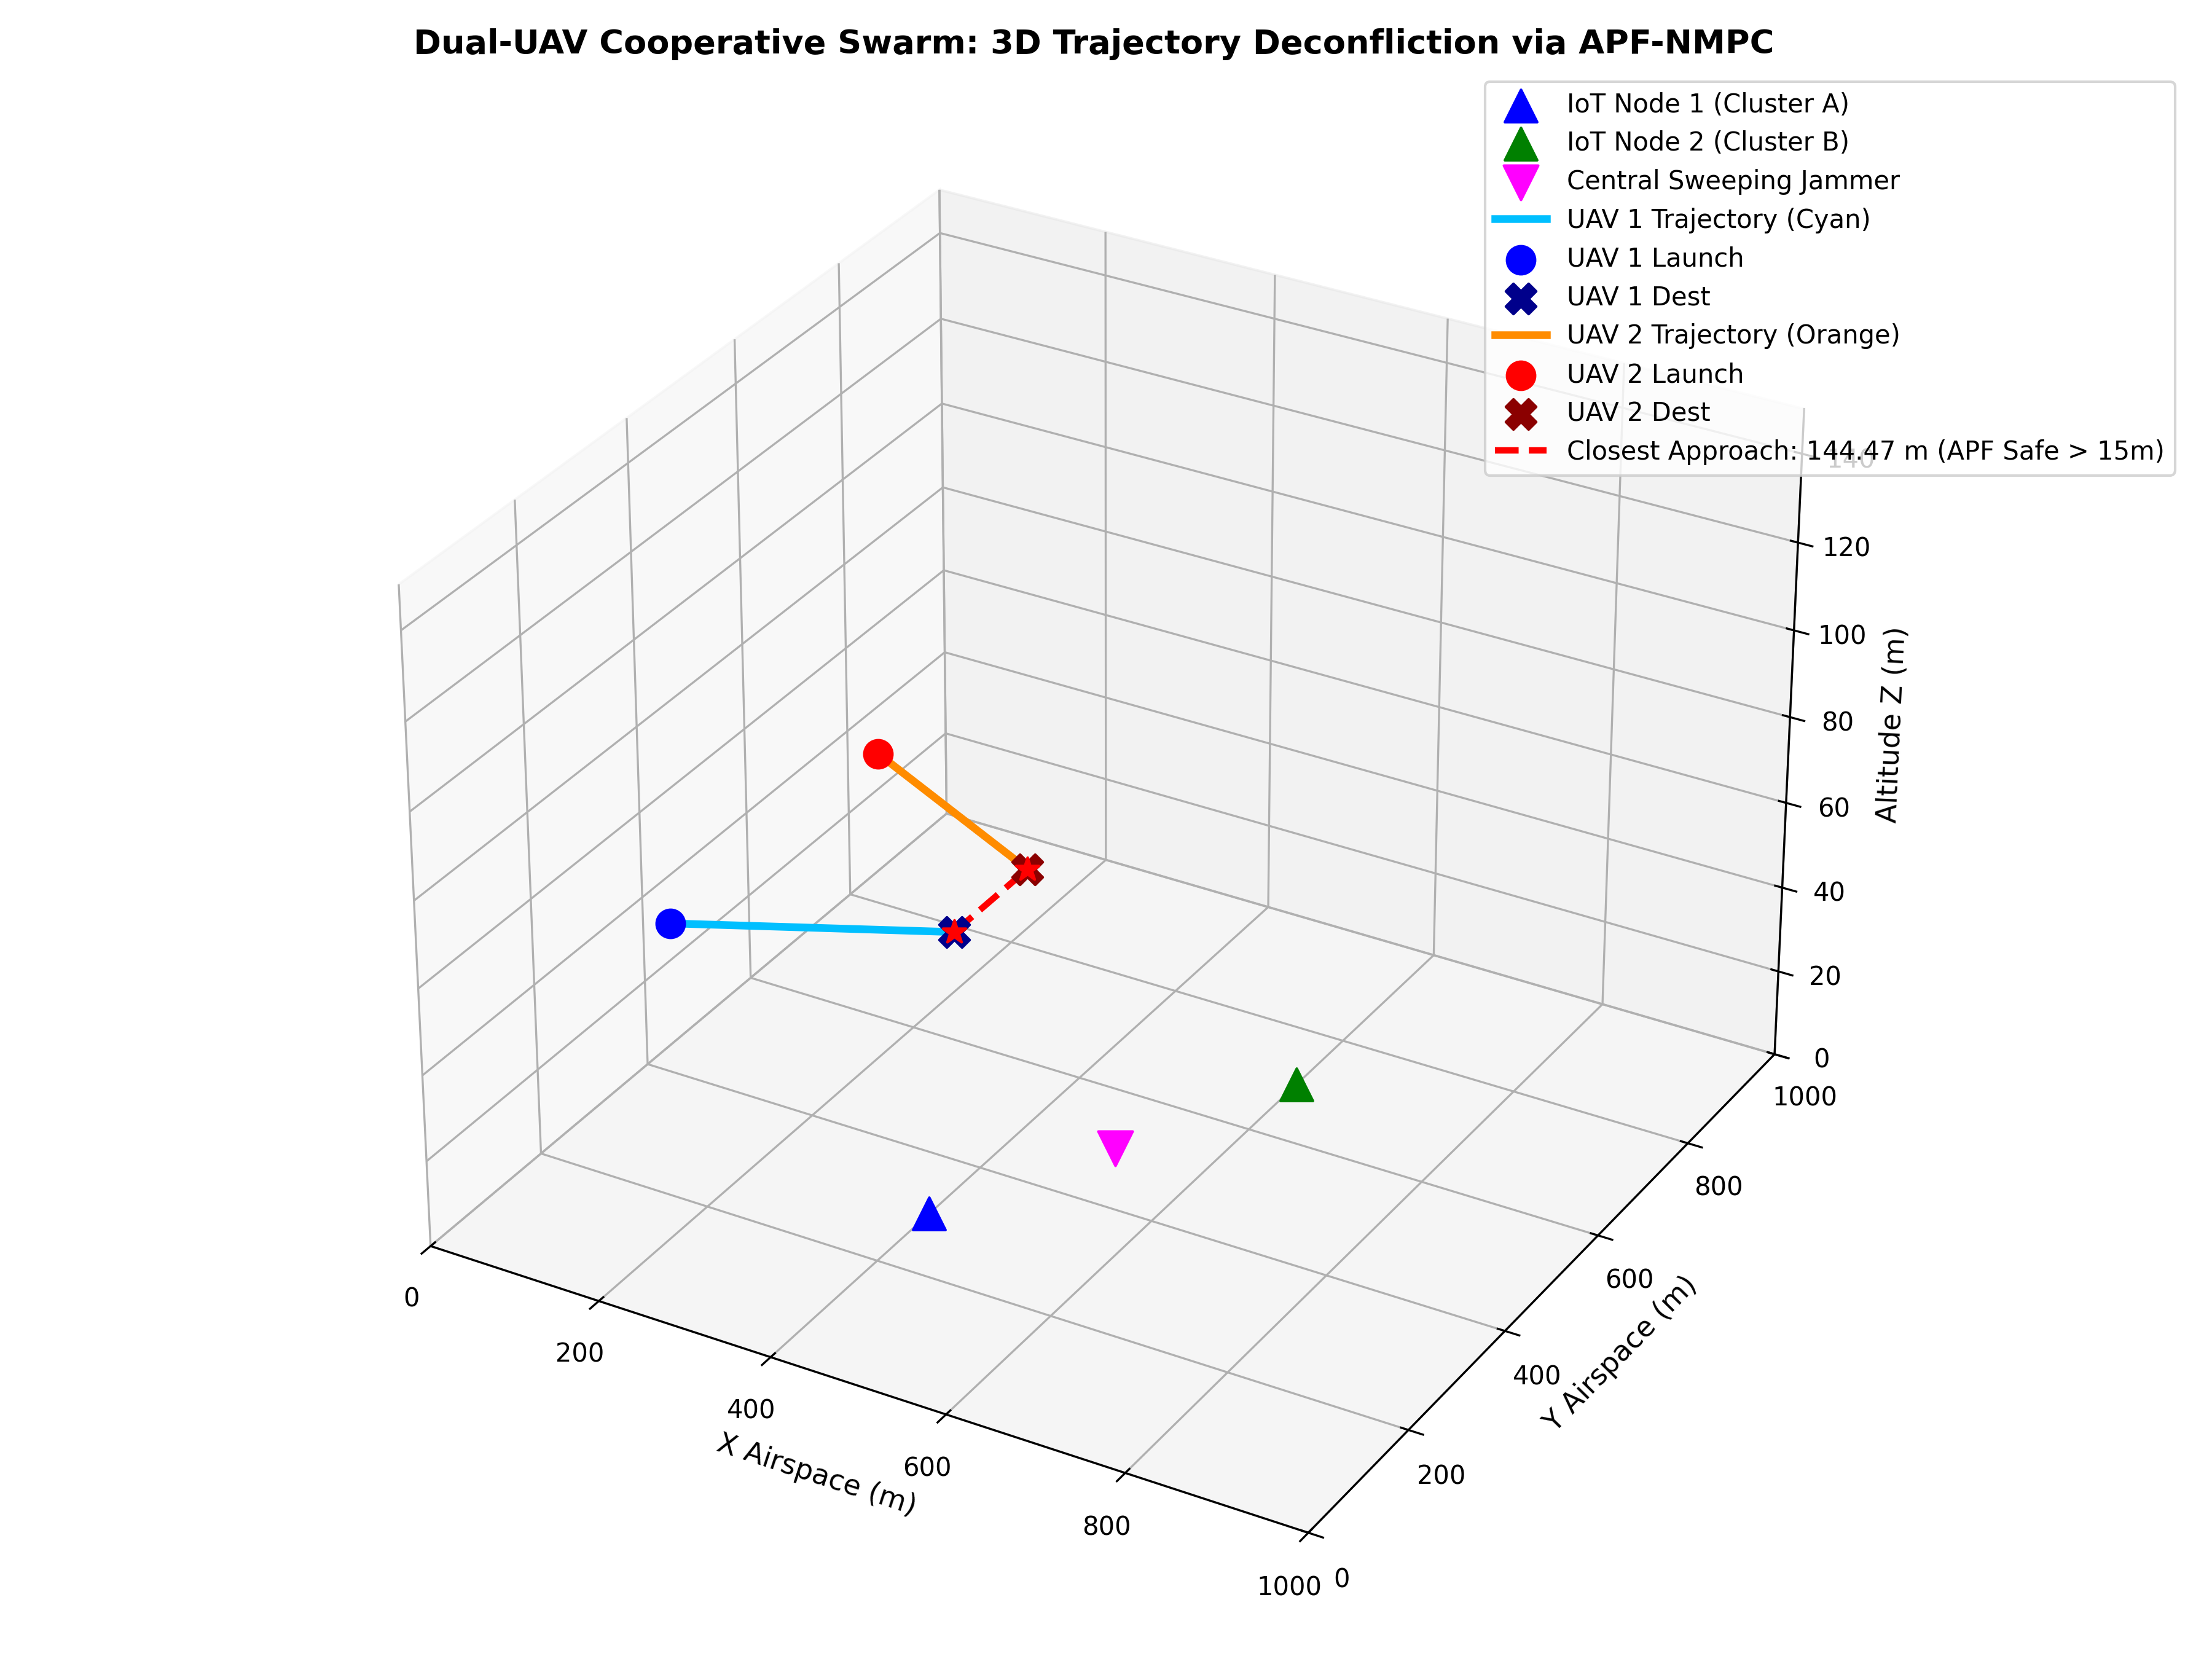 Dual-UAV Cooperative Swarm: 3D Trajectory Deconfliction via APF-NMPC
IoT Node 1 (Cluster A)
IoT Node 2 (Cluster B)
Central Sweeping Jammer
UAV 1 Trajectory (Cyan)
UAV 1 Launch
UAV 1 Dest
UAV 2 Trajectory (Orange)
UAV 2 Launch
UAV 2 Dest
Closest Approach: 144.47 m (APF Safe > 15m)
140
120
100
80
60
40
20
0
Altitude Z (m)
1000
800
600
400
200
0
Y Airspace (m)
0
200
400
600
800
1000
X Airspace (m)